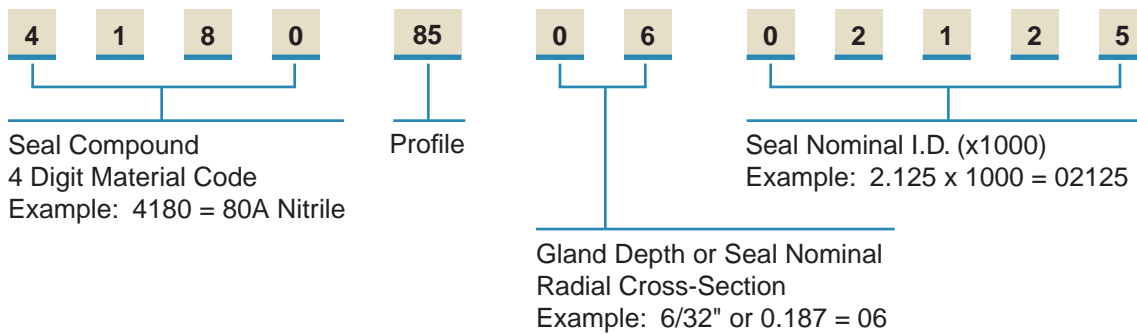 4 1 8 0 85 0 6 0 2 1 2 5
Seal Compound
4 Digit Material Code
Example: 4180 = 80A Nitrile
Profile
Seal Nominal I.D. (x1000)
Example: 2.125 x 1000 = 02125
Gland Depth or Seal Nominal
Radial Cross-Section
Example: 6/32" or 0.187 = 06